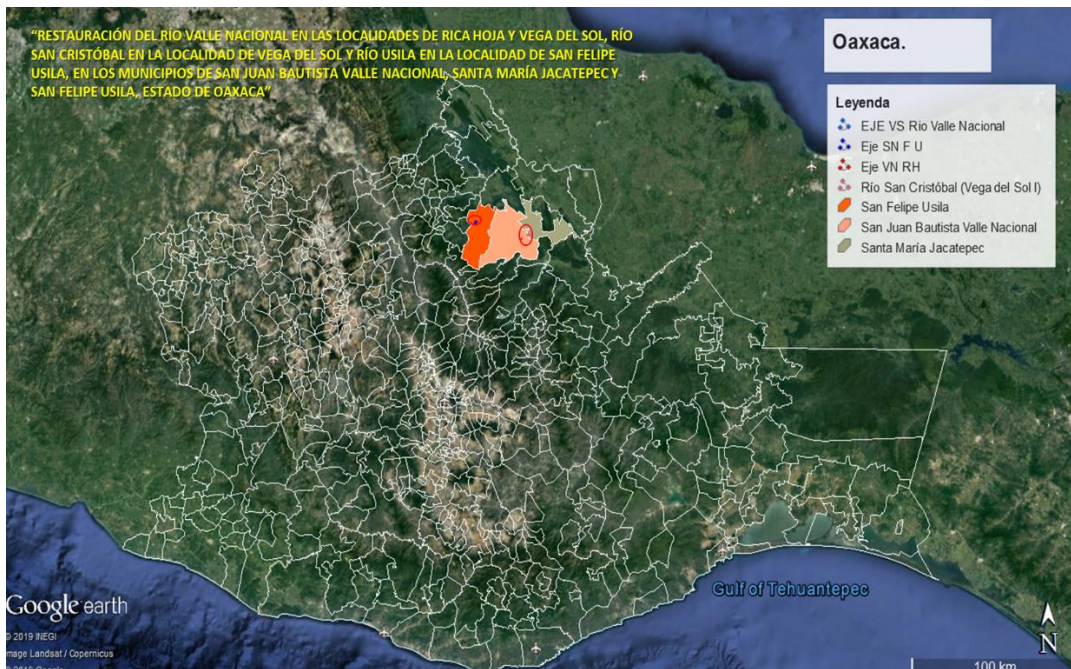 “RESTAURACIÓN DEL RÍO VALLE NACIONAL EN LAS LOCALIDADES DE RICA HOJA Y VEGA DEL SOL, RÍO
SAN CRISTÓBAL EN LA LOCALIDAD DE VEGA DEL SOL Y RÍO USILA EN LA LOCALIDAD DE SAN FELIPE
USILA, EN LOS MUNICIPIOS DE SAN JUAN BAUTISTA VALLE NACIONAL, SANTA MARÍA JACATEPEC Y
SAN FELIPE USILA, ESTADO DE OAXACA”
Oaxaca.
Leyenda
EJE VS Rio Valle Nacional
Eje SN F U
Eje VN RH
Río San Cristóbal (Vega del Sol I)
San Felipe Usila
San Juan Bautista Valle Nacional
Santa María Jacatepec
Gulf of Tehuantepec
Google earth
© 2019 INEGI
mage Landsat / Copernicus
N
100 km